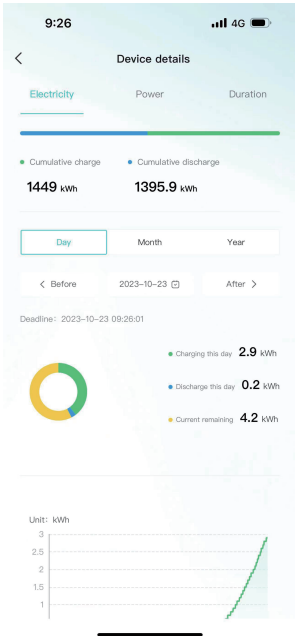 9:26 4G
Device details
Electricity Power Duration
Cumulative charge Cumulative discharge
1449 kWh 1395.9 kWh
Day Month Year
< Before 2023-10-23 After >
Deadline: 2023-10-23 09:26:01
Charging this day 2.9 kWh
Discharge this day 0.2 kWh
Current remaining 4.2 kWh
Unit: kWh
3
2.5
2
1.5
1